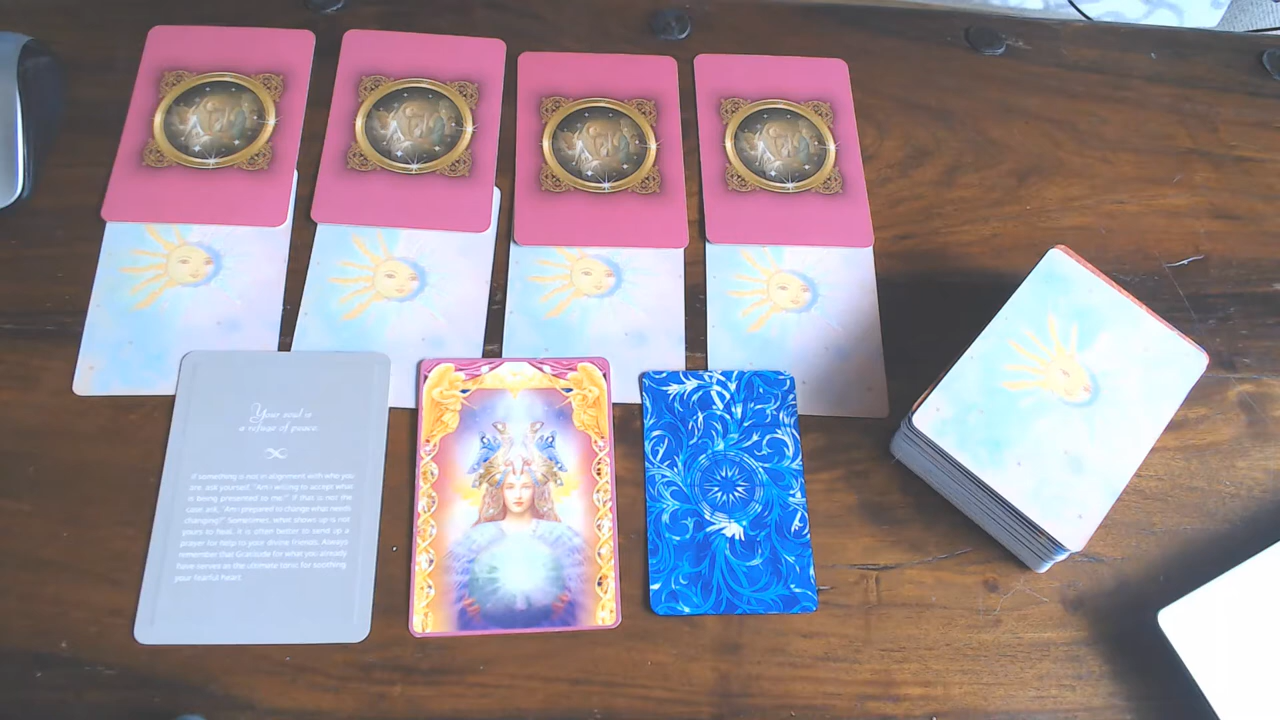 Your soul is
a refuge of peace.
If something is not in alignment with who you
are, ask yourself, "Am I willing to accept what
is being presented to me?" If that is not the
case ask, "Am I prepared to change what needs
changing?" Sometimes, what shows up is not
yours to heal. It is often better to send up a
prayer for help to your divine friends. Always
remember that Gratitude for what you already
have serves as the ultimate tonic for soothing
your fearful heart.